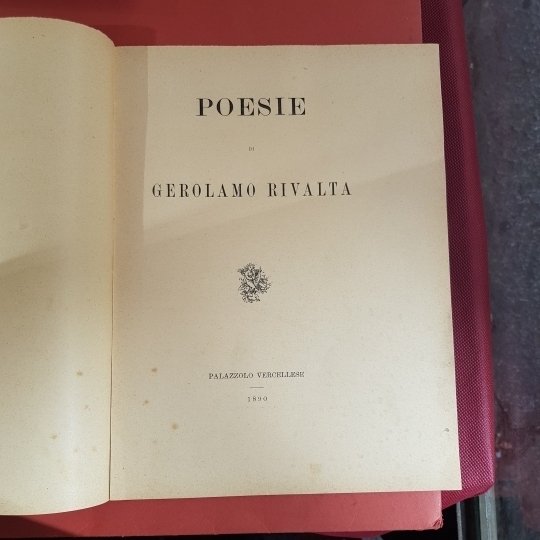 POESIE
DI
GEROLAMO RIVALTA
PALAZZOLO VERCELLESE
1890